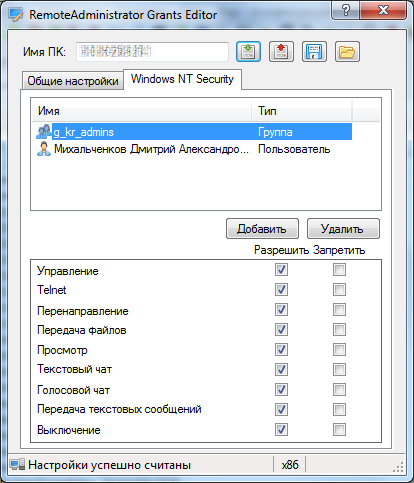 RemoteAdministrator Grants Editor
Имя ПК:
Общие настройки Windows NT Security
Имя Тип
g_kr_admins Группа
Михальченков Дмитрий Александро... Пользователь
Добавить Удалить
Разрешить Запретить
Управление
Telnet
Перенаправление
Передача файлов
Просмотр
Текстовый чат
Голосовой чат
Передача текстовых сообщений
Выключение
Настройки успешно считаны x86